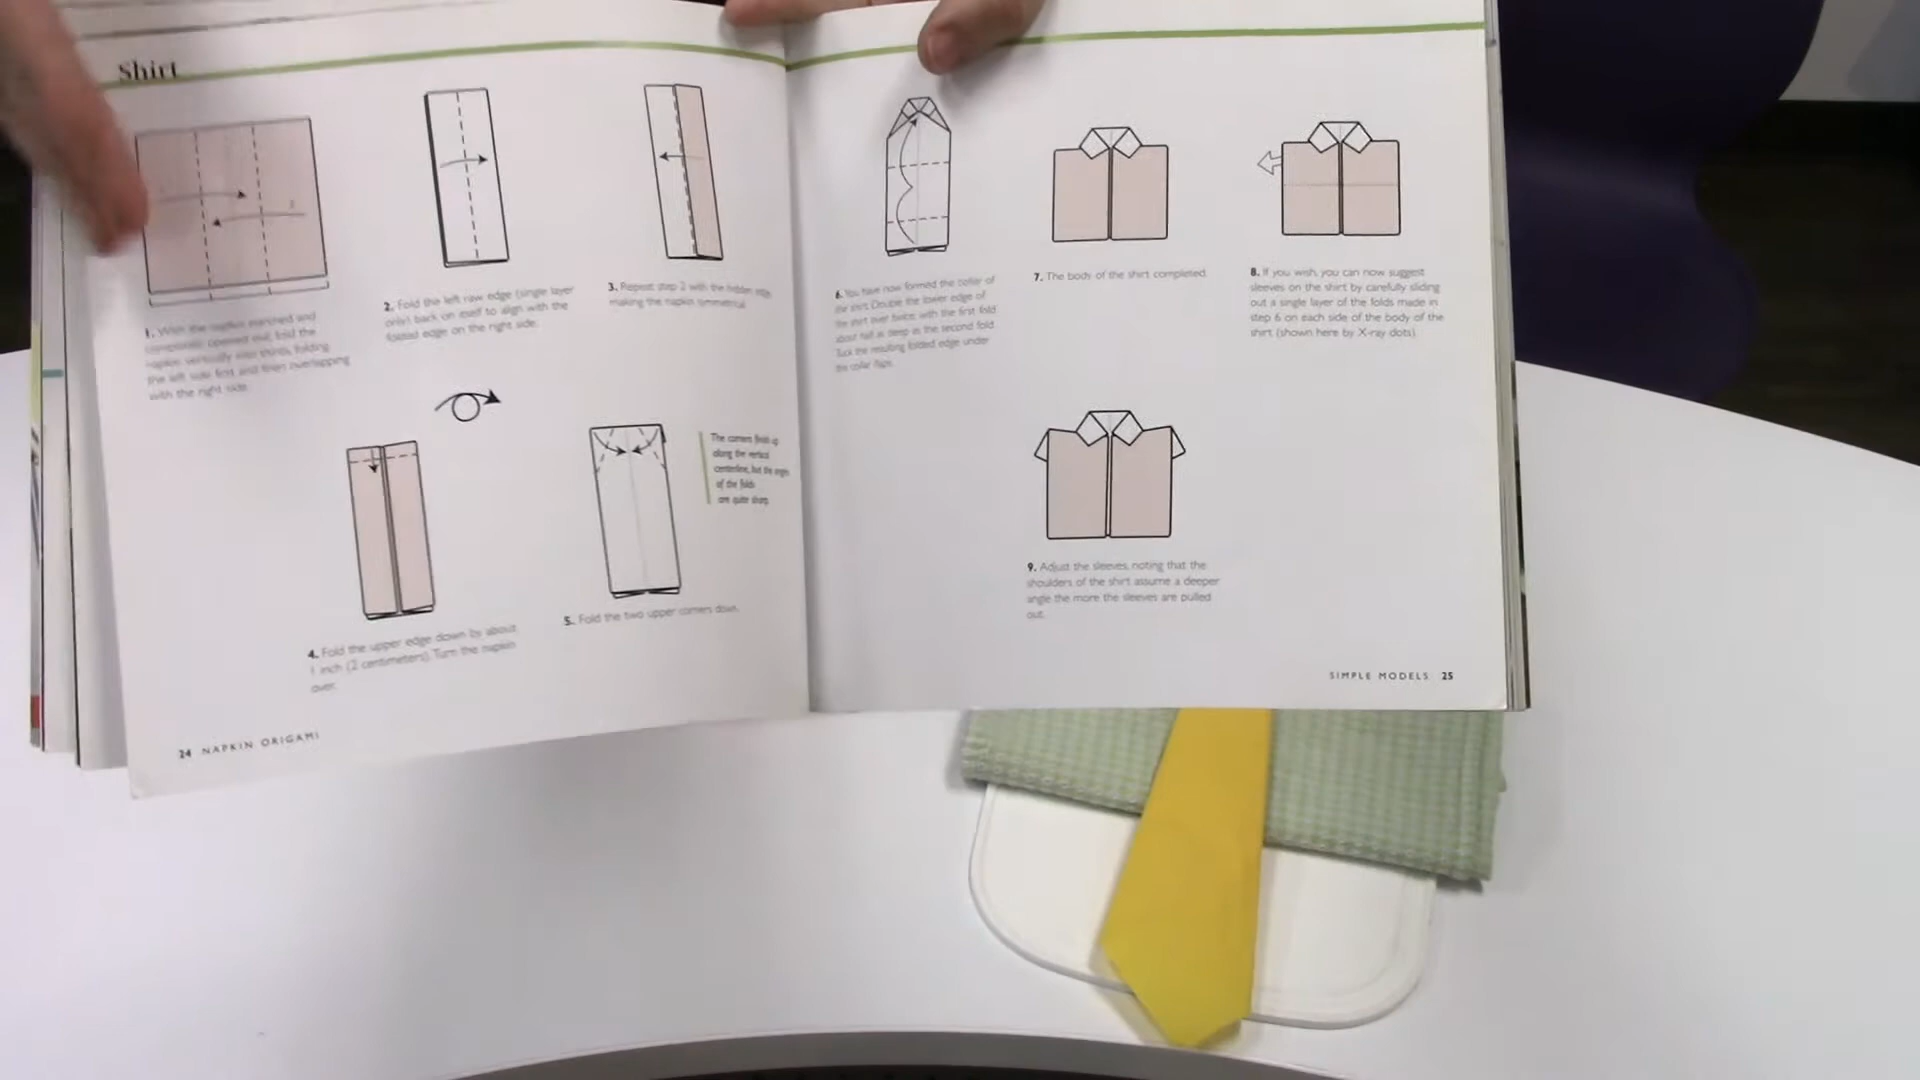 Shirt
1. With the napkin
completely opened out, fold the
napkin vertically into thirds, folding
the left side first and then overlapping
with the right side.
2. Fold the left raw edge (single layer
only) back on itself to align with the
folded edge on the right side.
3. Repeat step 2 with the hidden
making the napkin symmetrical.
4. Fold the upper edge down by about
1 inch (2 centimeters). Turn the napkin
over.
5. Fold the two upper corners down.
The corners
along the vertical
centerline, but the
of the folds
are quite sharp.
24 NAPKIN ORIGAMI
6. You have now formed the collar of
the shirt. Double the lower edge of
the shirt over twice, with the first fold
about half as deep as the second fold.
Tuck the resulting folded edge under
the collar flaps.
7. The body of the shirt completed.
8. If you wish, you can now suggest
sleeves on the shirt by carefully sliding
out a single layer of the folds made in
step 6 on each side of the body of the
shirt (shown here by X-ray dots).
9. Adjust the sleeves, noting that the
shoulders of the shirt assume a deeper
angle the more the sleeves are pulled
out.
SIMPLE MODELS 25